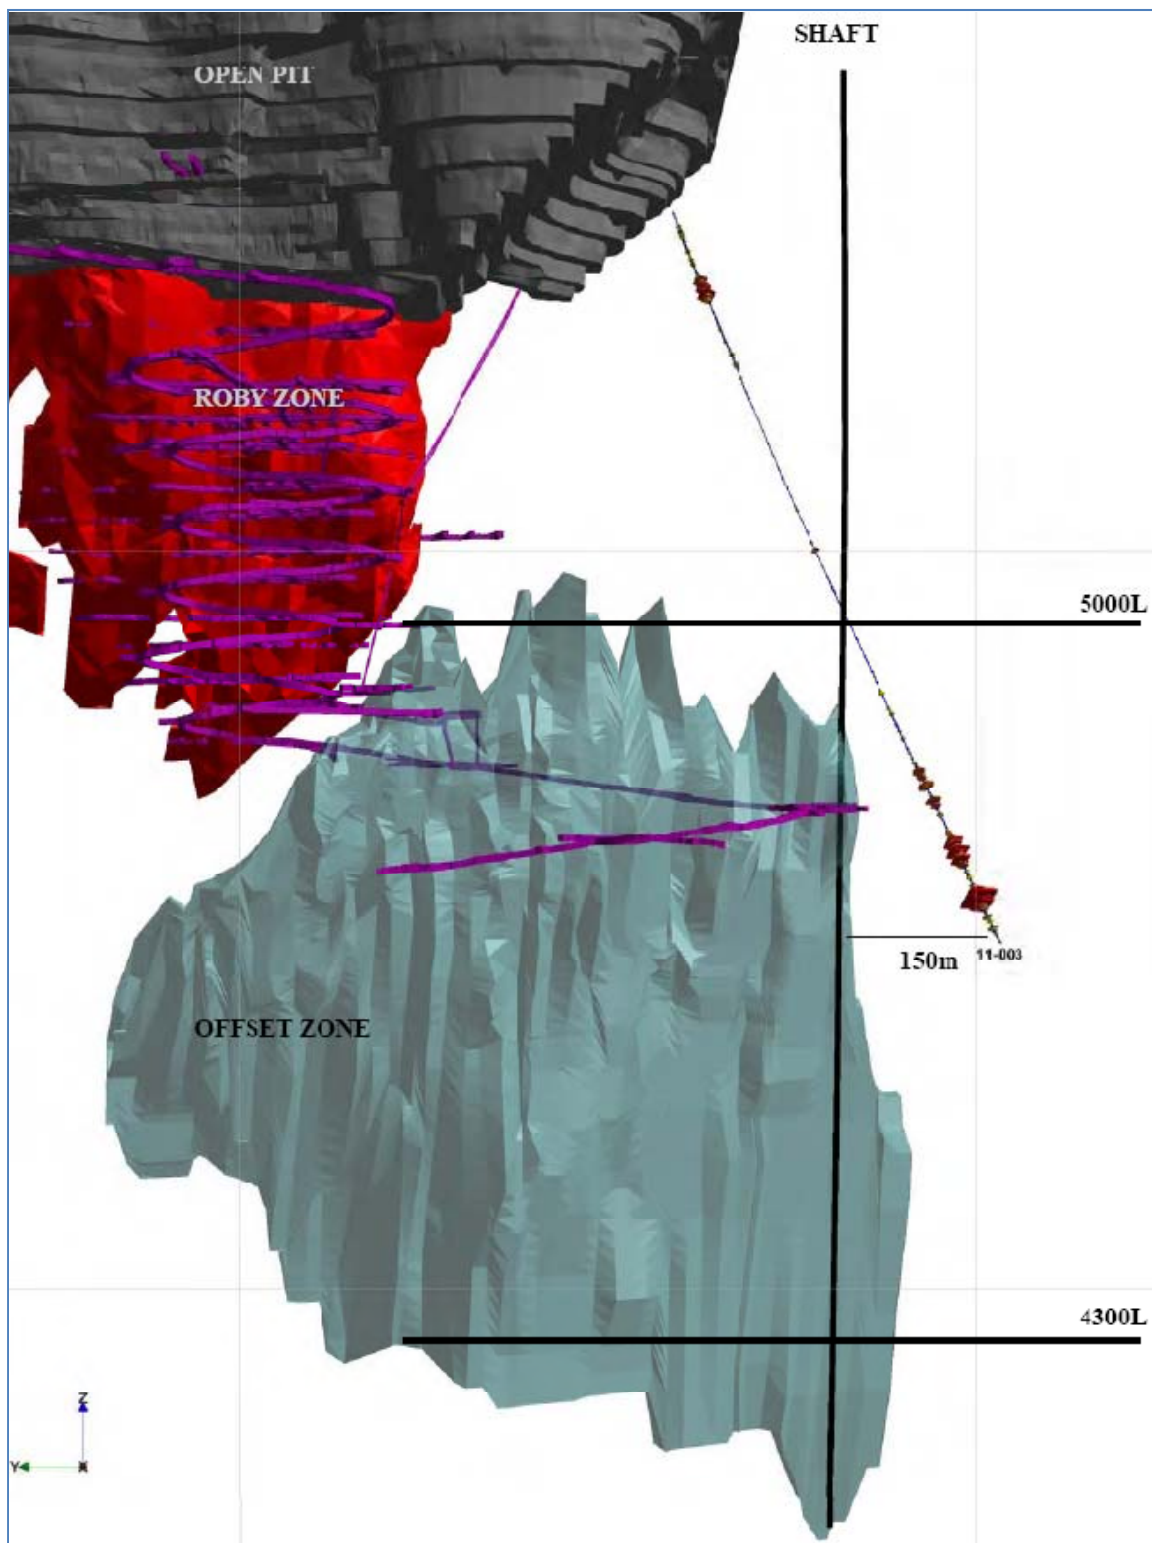 SHAFT
OPEN PIT
ROBY ZONE
5000L
150m
11-003
OFFSET ZONE
4300L
Z
Y
X